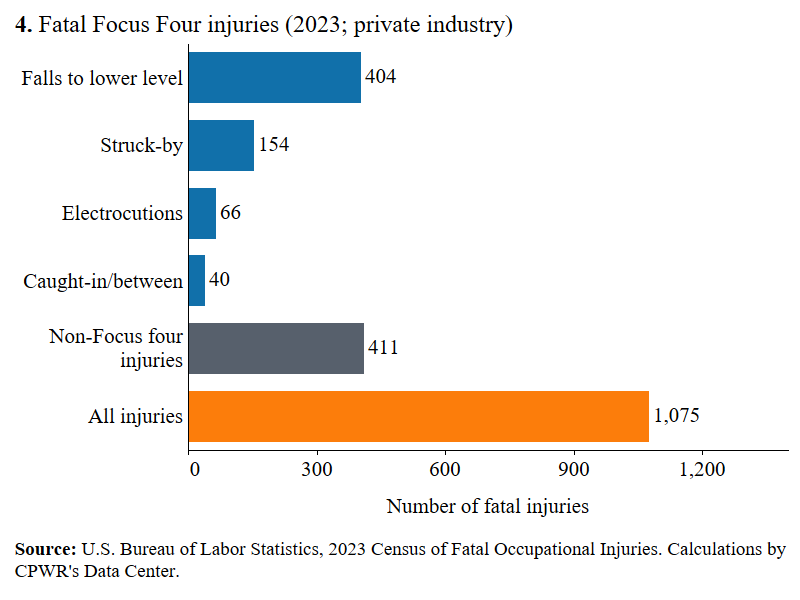 4. Fatal Focus Four injuries (2023; private industry)
Falls to lower level
404
Struck-by
154
Electrocutions
66
Caught-in/between
40
Non-Focus four
injuries
411
All injuries
1,075
0 300 600 900 1,200
Number of fatal injuries
Source: U.S. Bureau of Labor Statistics, 2023 Census of Fatal Occupational Injuries. Calculations by
CPWR's Data Center.